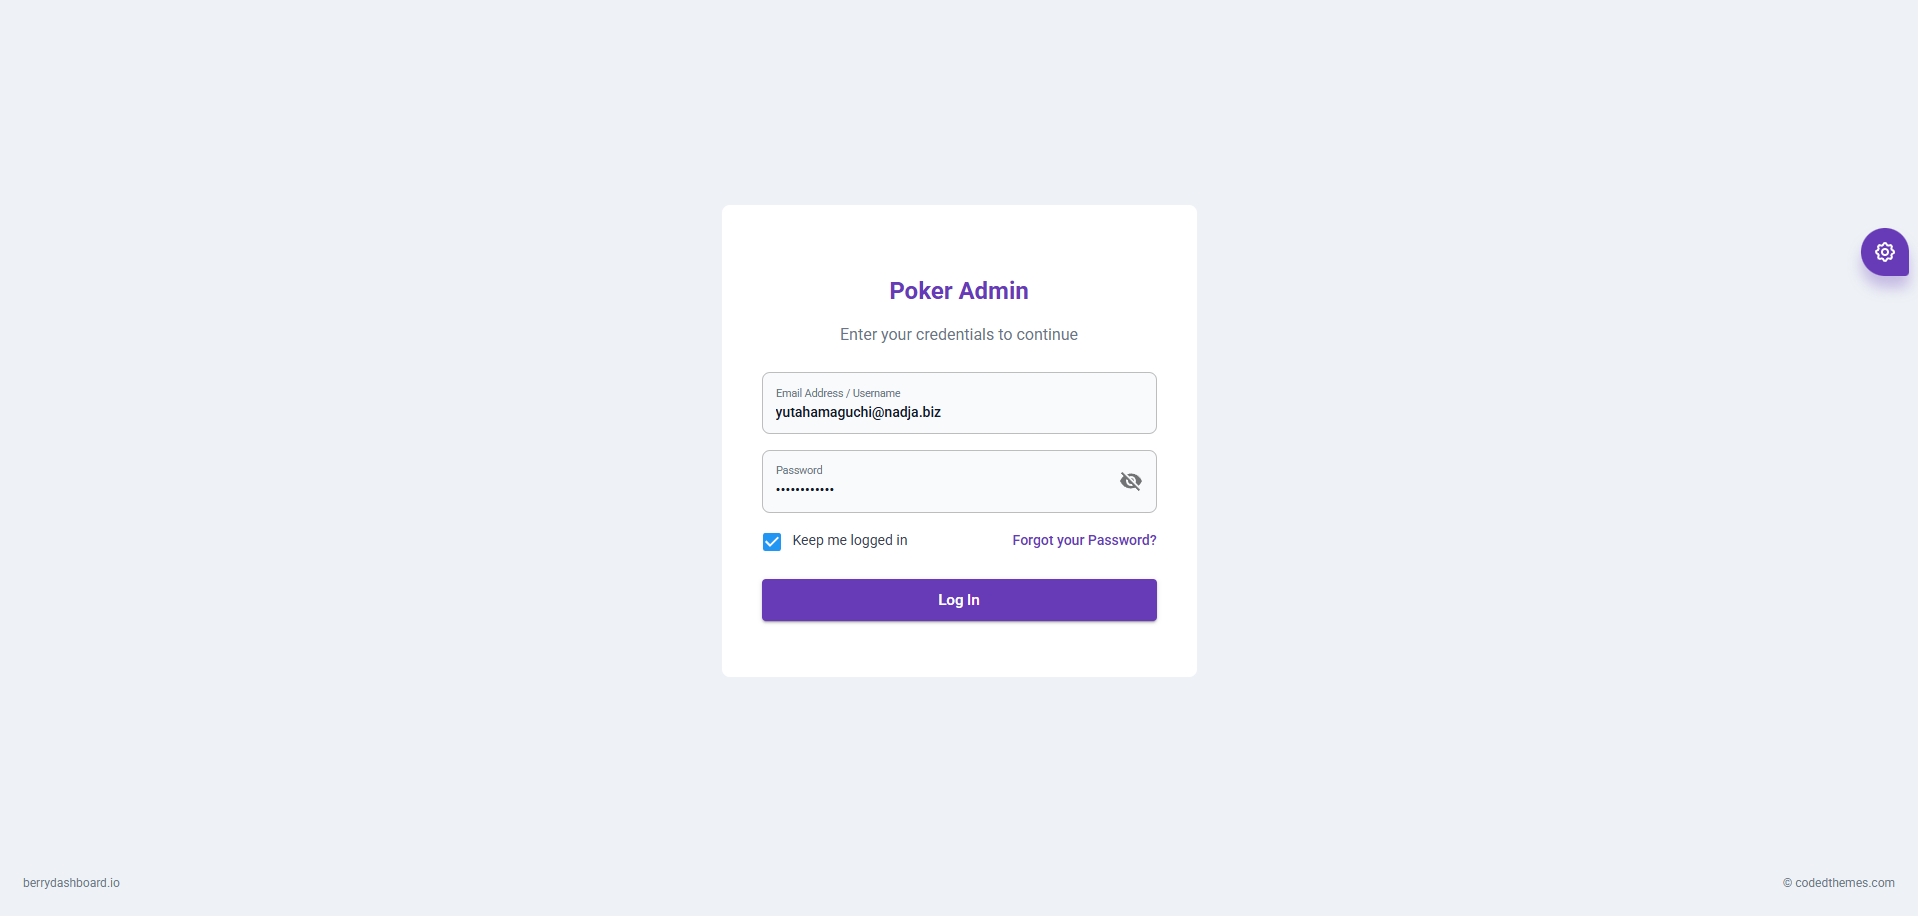 Poker Admin
Enter your credentials to continue
Email Address / Username
yutahamaguchi@nadja.biz
Password
••••••••••••
Keep me logged in
Forgot your Password?
Log In
berrydashboard.io
© codedthemes.com